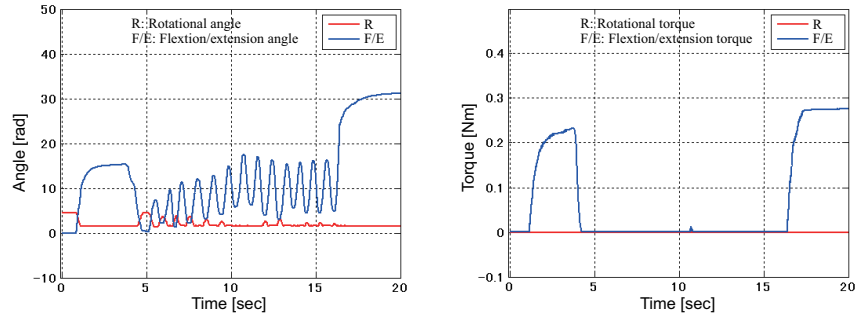 R: Rotational angle
F/E: Flextion/extension angle
R
F/E
50
40
30
20
10
0
−10
Angle [rad]
0
5
10
15
20
Time [sec]
R: Rotational torque
F/E: Flextion/extension torque
R
F/E
0.4
0.3
0.2
0.1
0
−0.1
Torque [Nm]
0
5
10
15
20
Time [sec]